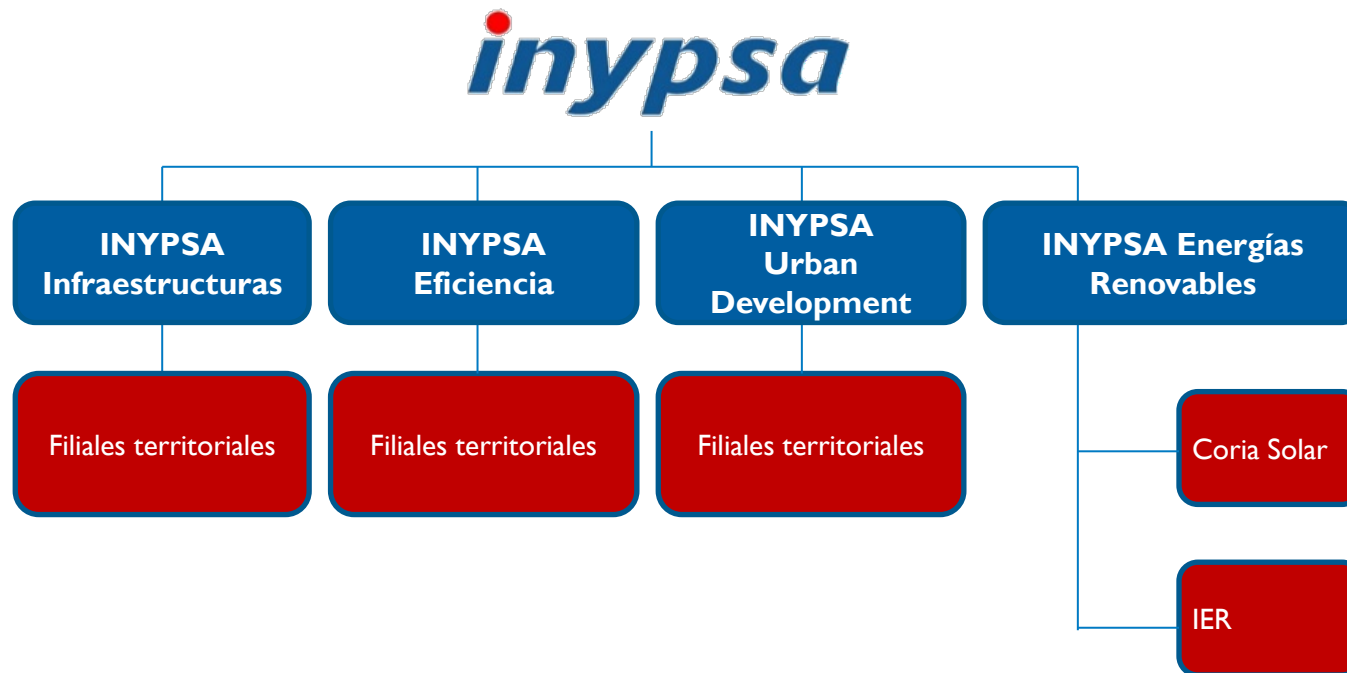 inypsa
INYPSA
Infraestructuras
INYPSA
Eficiencia
INYPSA
Urban
Development
INYPSA Energías
Renovables
Filiales territoriales
Filiales territoriales
Filiales territoriales
Coria Solar
IER